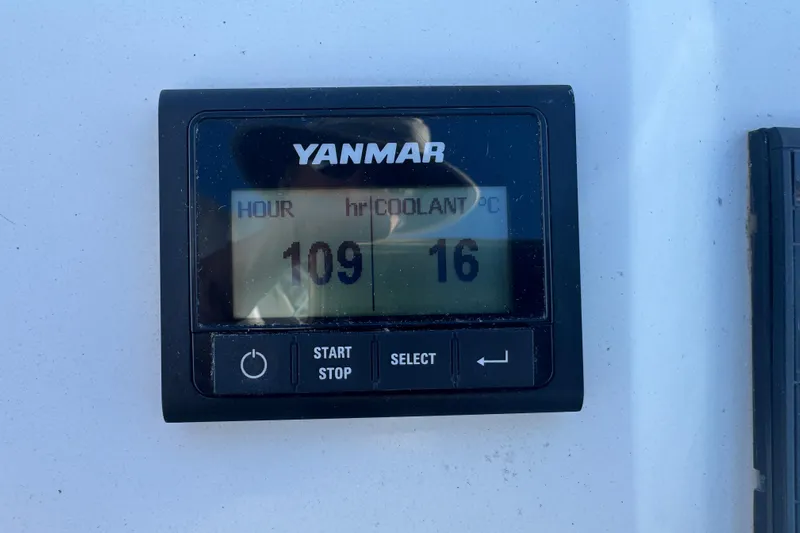 YANMAR
HOUR hr COOLANT °C
109 16
START STOP
SELECT